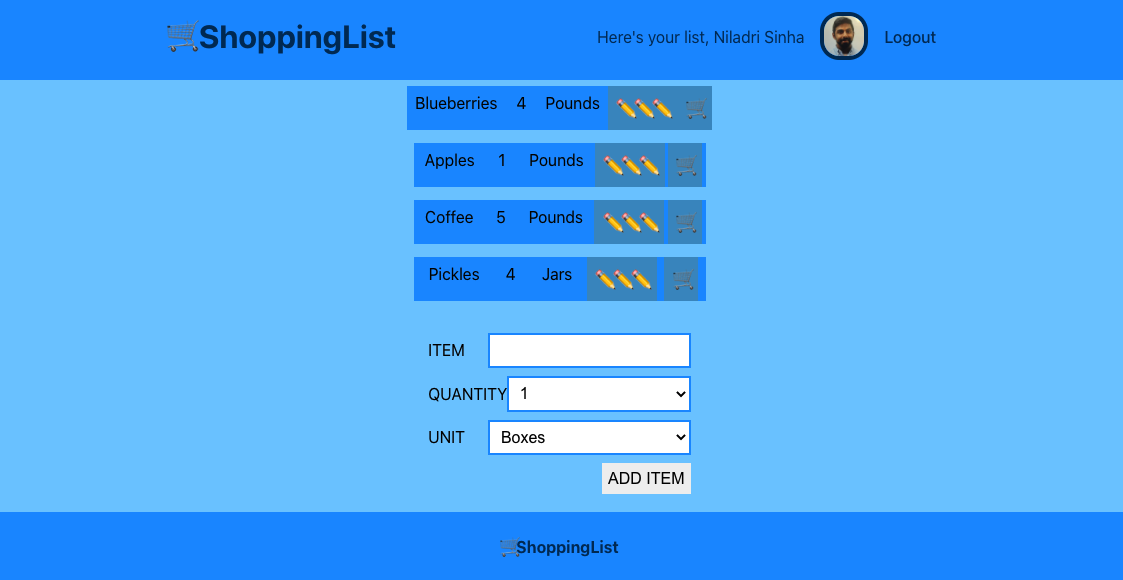 🛒ShoppingList
Here's your list, Niladri Sinha
Logout
Blueberries 4 Pounds ✏️✏️✏️ 🛒
Apples 1 Pounds ✏️✏️✏️ 🛒
Coffee 5 Pounds ✏️✏️✏️ 🛒
Pickles 4 Jars ✏️✏️✏️ 🛒
ITEM
QUANTITY 1
UNIT Boxes
ADD ITEM
🛒ShoppingList